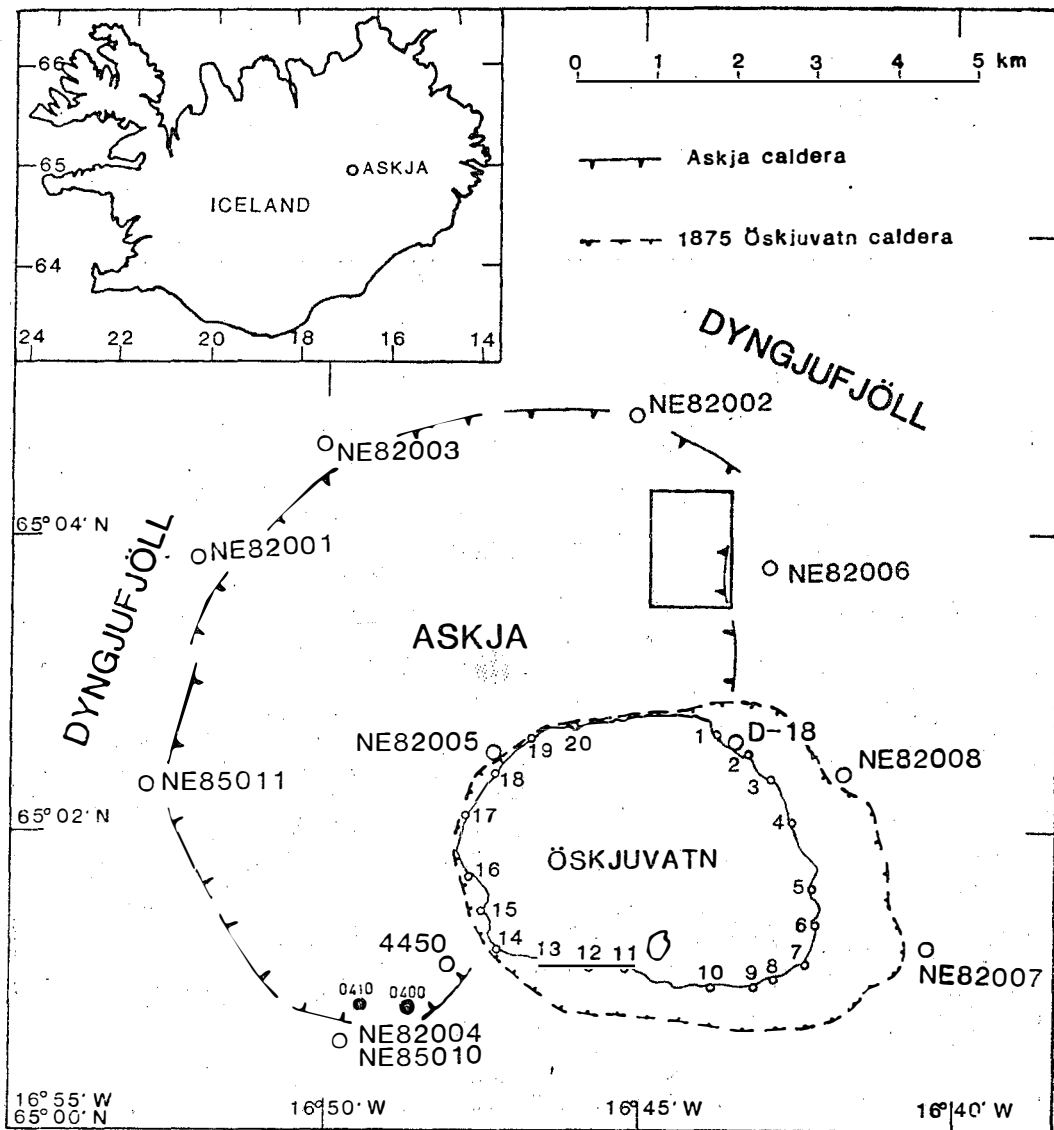 66
65
64
ASKJA
ICELAND
24 22 20 18 16 14
0 1 2 3 4 5 km
Askja caldera
1875 Öskjuvatn caldera
DYNGJUFJÖLL
NE82002
NE82003
65° 04' N
NE82001
NE82006
DYNGJUFJÖLL
ASKJA
NE82005
19
20
1
D-18
2
NE82008
18
3
NE85011
17
4
65° 02' N
ÖSKJUVATN
16
5
15
6
14
4450
13 12 11
7
10 9 8
NE82007
0410 0400
NE82004
NE85010
16°55' W
65°00' N
16°50' W
16°45' W
16°40' W